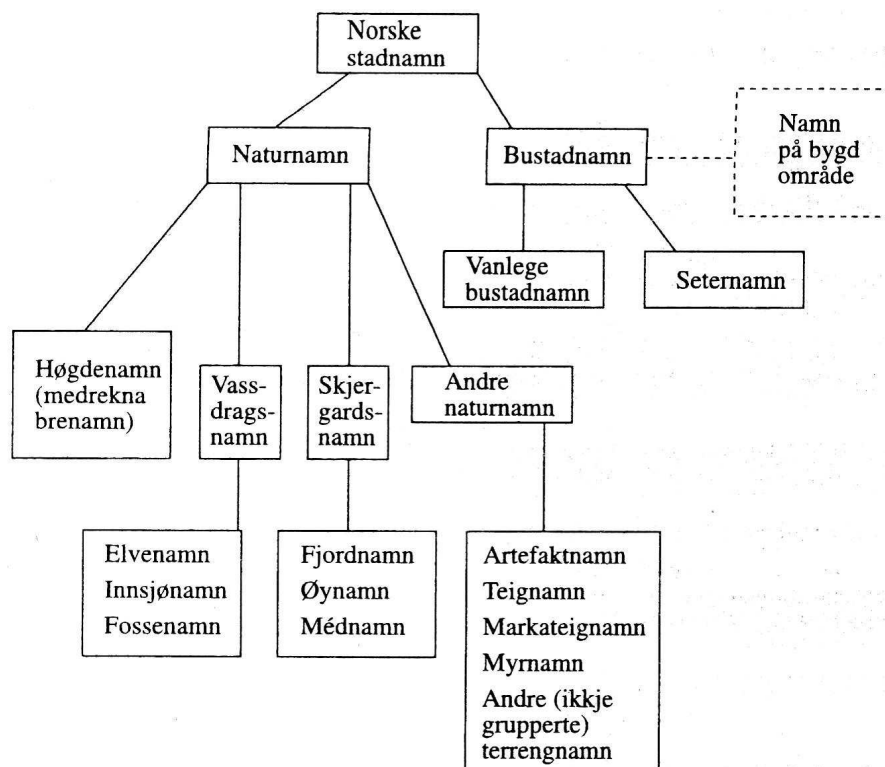 Norske
stadnamn
Naturnamn
Bustadnamn
Namn
på bygd
område
Vanlege
bustadnamn
Seternamn
Høgdenamn
(medrekna
brenamn)
Vass-
drags-
namn
Skjer-
gards-
namn
Andre
naturnamn
Elvenamn
Innsjønamn
Fossenamn
Fjordnamn
Øynamn
Médnamn
Artefaktnamn
Teignamn
Markateignamn
Myrnamn
Andre (ikkje
grupperte)
terrengnamn